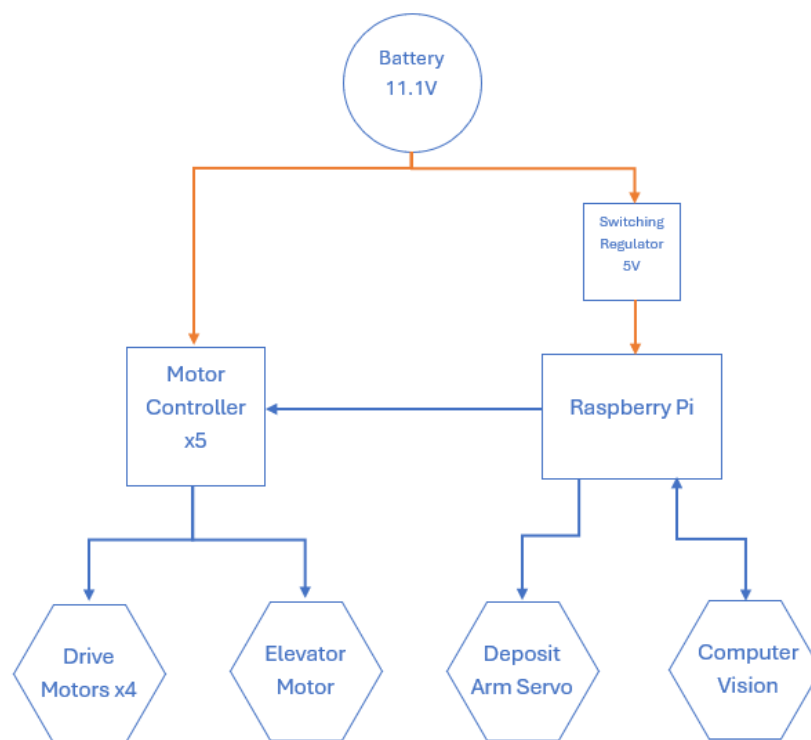 Battery
11.1V
Switching
Regulator
5V
Motor
Controller
x5
Raspberry Pi
Drive
Motors x4
Elevator
Motor
Deposit
Arm Servo
Computer
Vision